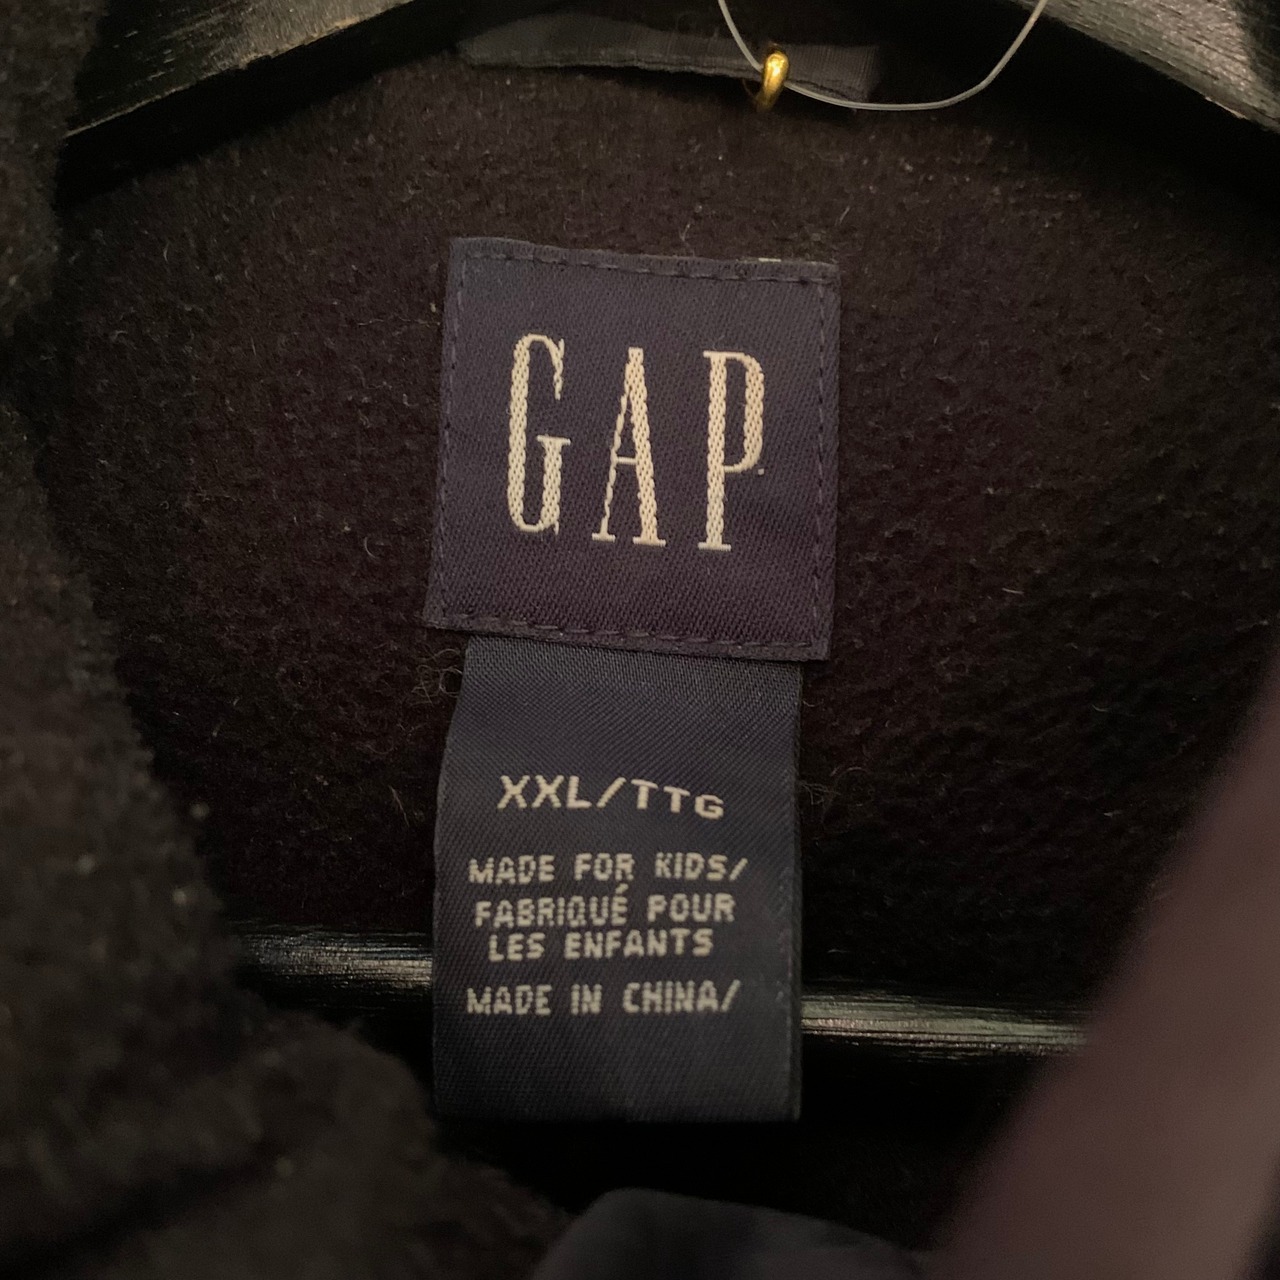 GAP
XXL/TTG
MADE FOR KIDS/
FABRIQUÉ POUR
LES ENFANTS
MADE IN CHINA/